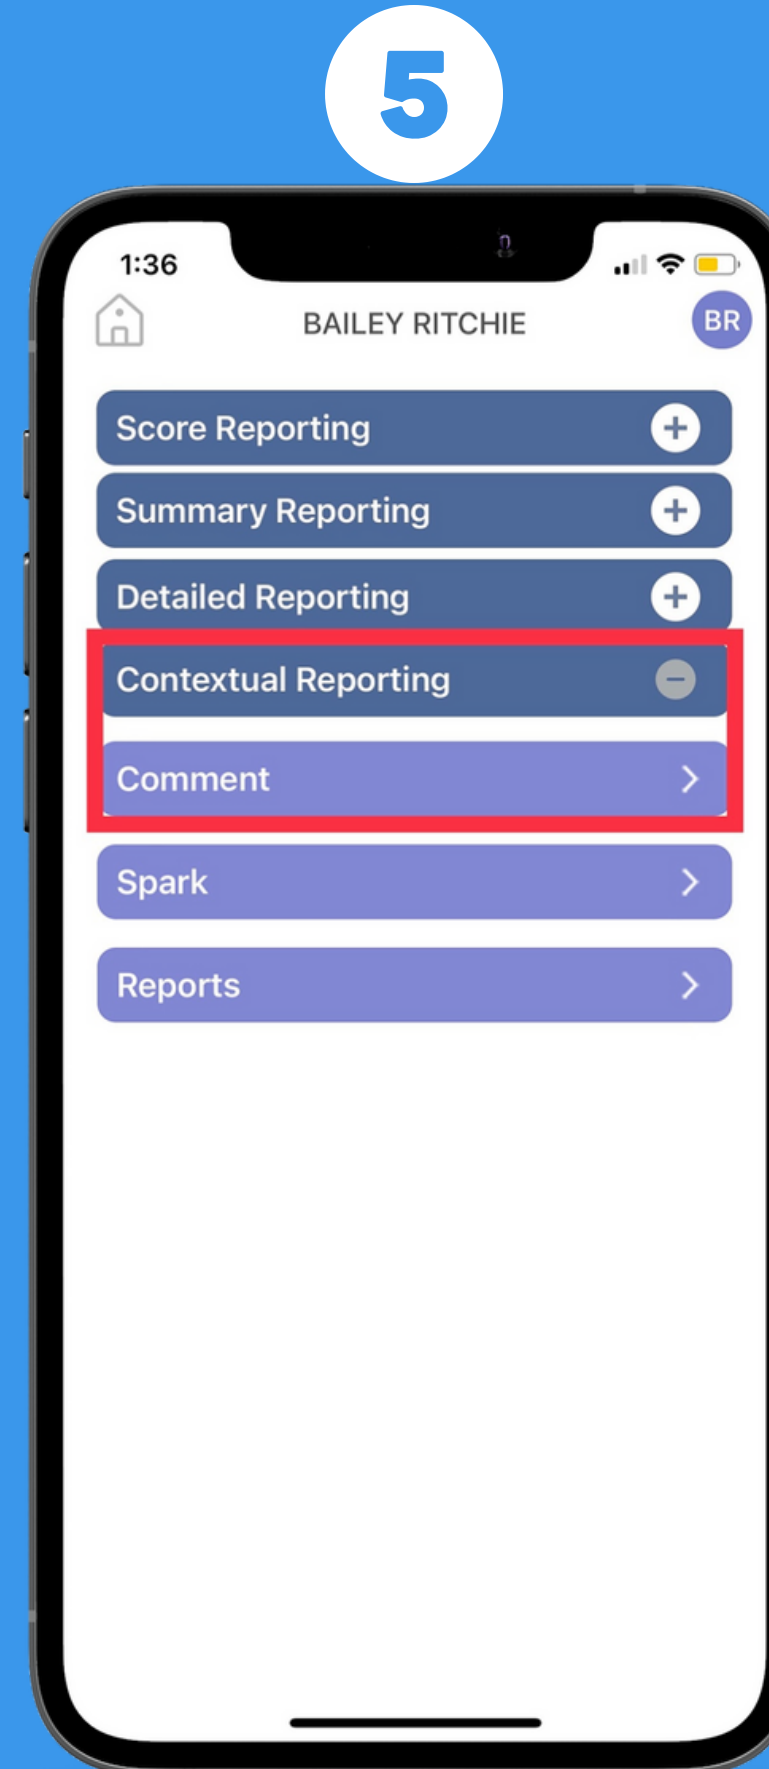 5
1:36
BAILEY RITCHIE
BR
Score Reporting
Summary Reporting
Detailed Reporting
Contextual Reporting
Comment
Spark
Reports